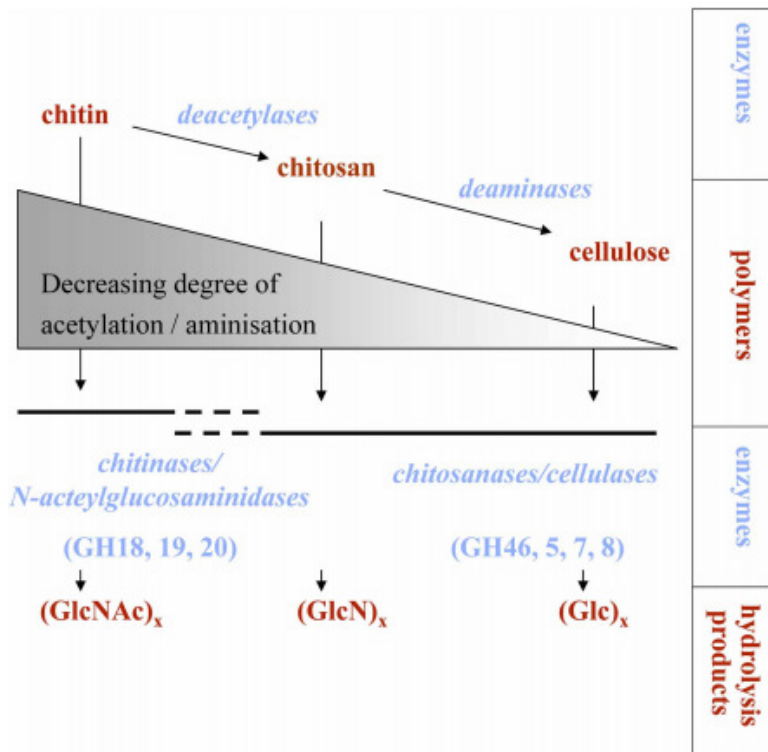 chitin
deacetylases
chitosan
deaminases
cellulose
Decreasing degree of
acetylation / aminisation
chitinases/
N-acteylglucosaminidases
(GH18, 19, 20)
chitosanases/cellulases
(GH46, 5, 7, 8)
(GlcNAc)x
(GlcN)x
(Glc)x
enzymes
polymers
enzymes
hydrolysis
products